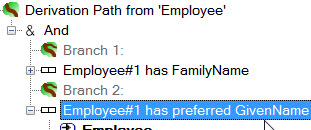 Derivation Path from 'Employee'
& And
Branch 1:
Employee#1 has FamilyName
Branch 2:
Employee#1 has preferred GivenName
Employee